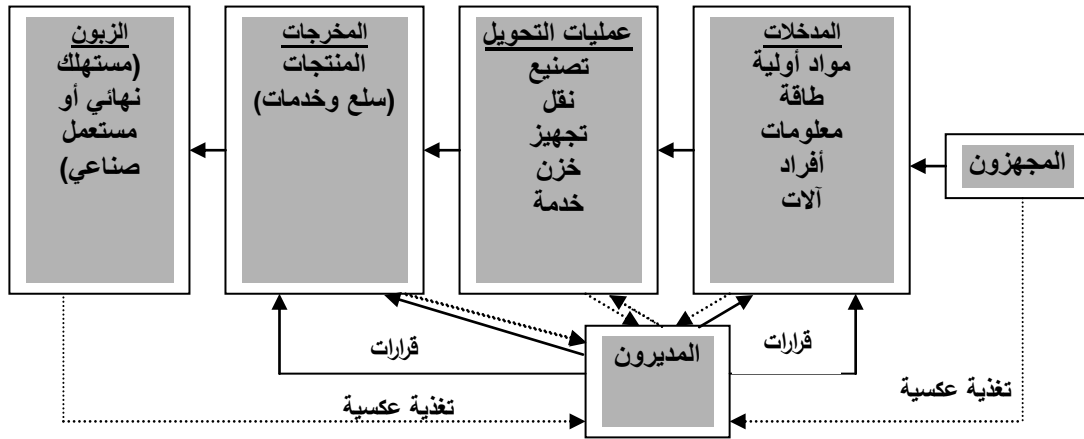 المجهزون
المدخلات
مواد أولية
طاقة
معلومات
أفراد
آلات
عمليات التحويل
تصنيع
نقل
تجهيز
خزن
خدمة
المخرجات
المنتجات
(سلع وخدمات)
الزبون
(مستهلك
نهائي أو
مستعمل
صناعي)
قرارات
المديرون
قرارات
تغذية عكسية
تغذية عكسية